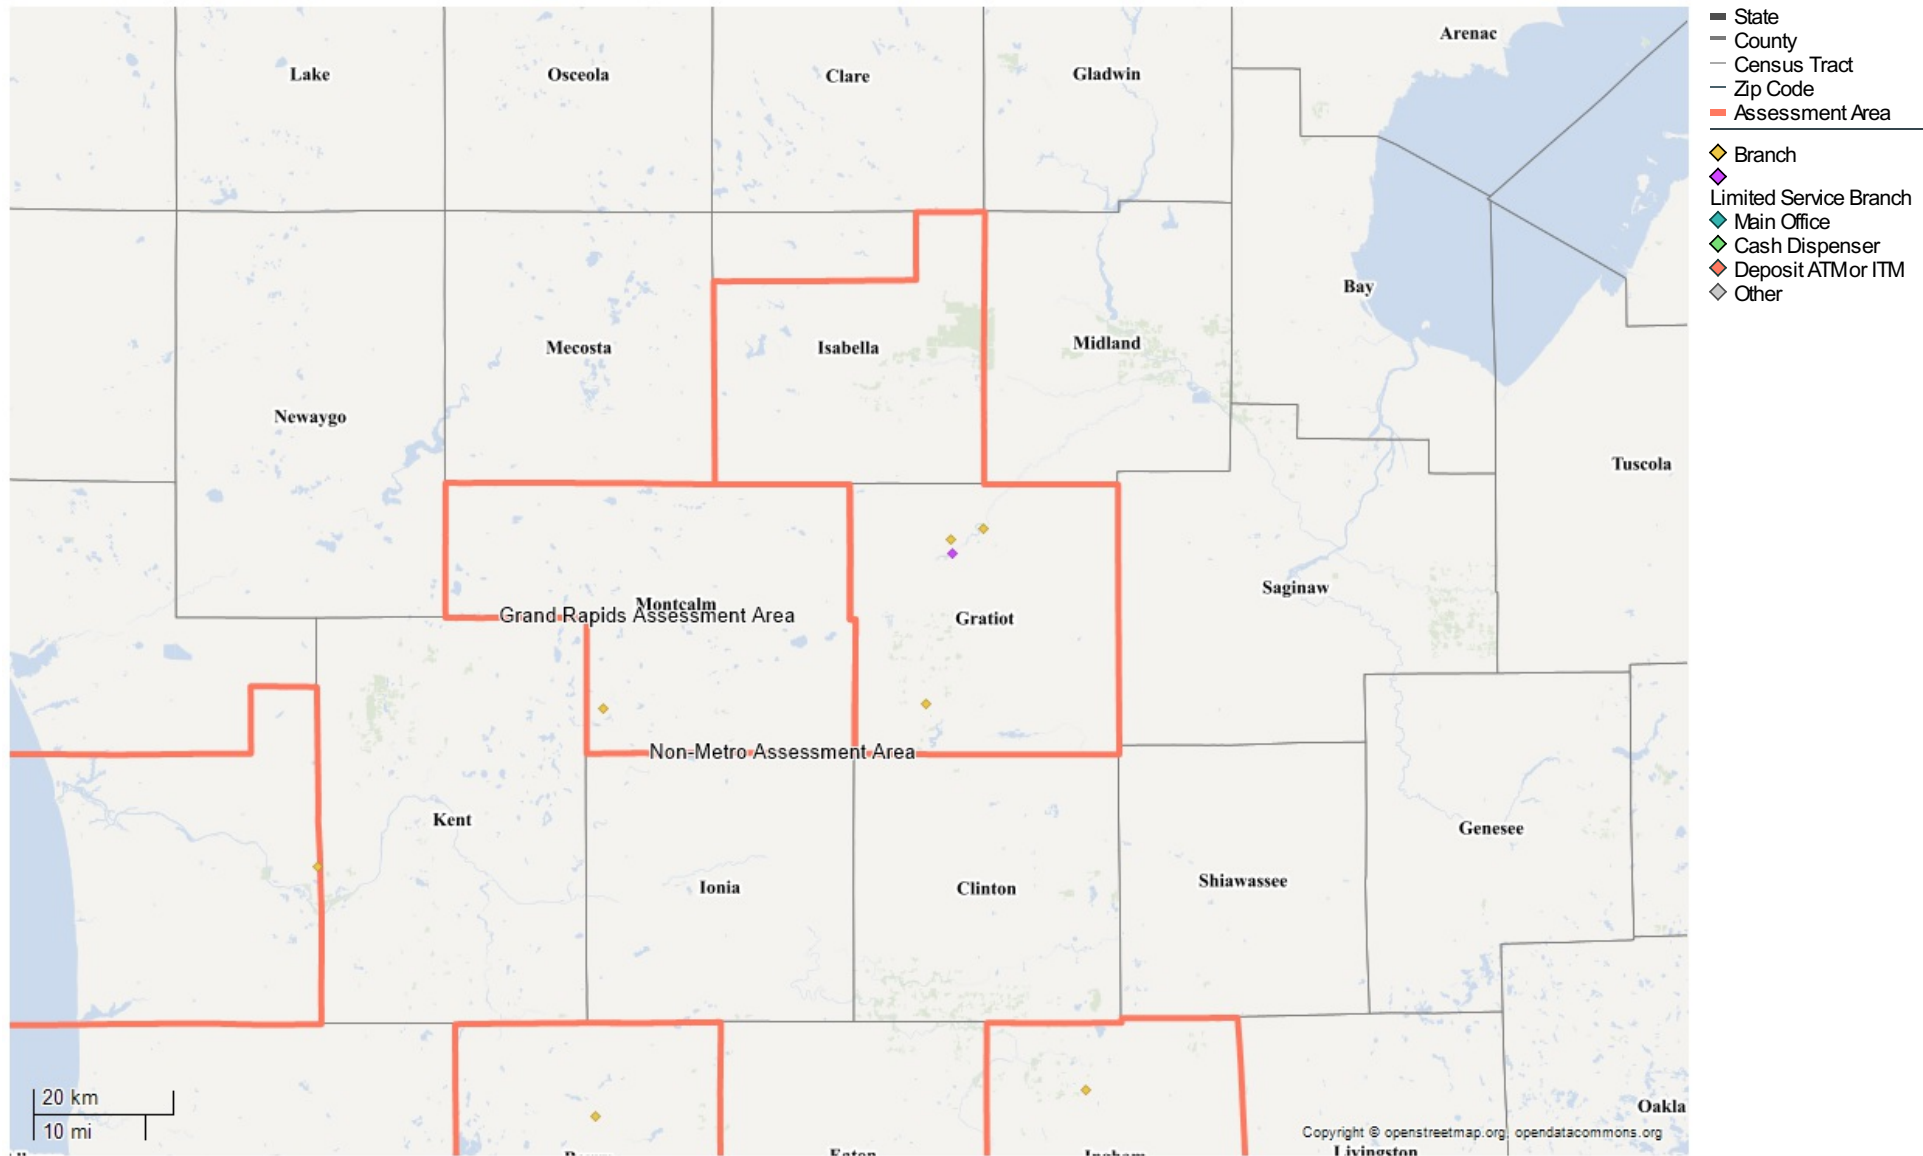 State
County
Census Tract
Zip Code
Assessment Area
Branch
Limited Service Branch
Main Office
Cash Dispenser
Deposit ATM or ITM
Other
Arenac
Lake
Osceola
Clare
Gladwin
Bay
Mecosta
Isabella
Midland
Newaygo
Tuscola
Saginaw
Montcalm
Grand Rapids Assessment Area
Gratiot
Non-Metro Assessment Area
Kent
Genesee
Ionia
Clinton
Shiawassee
20 km
10 mi
Oakla
Copyright © openstreetmap.org, opendatacommons.org
Eaton
Ingham
Livingston